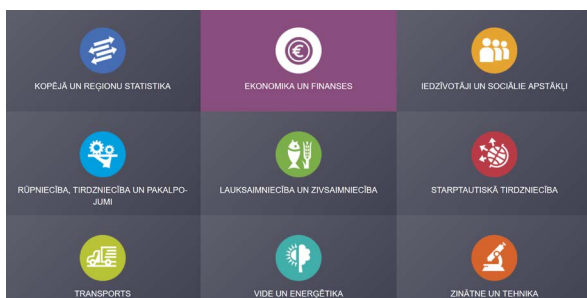 KOPĒJĀ UN REĢIONU STATISTIKA
EKONOMIKA UN FINANSES
IEDZĪVOTĀJI UN SOCIĀLIE APSTĀKĻI
RŪPNIECĪBA, TIRDZNIECĪBA UN PAKALPO-
JUMI
LAUKSAIMNIECĪBA UN ZIVSAIMNIECĪBA
STARPTAUTISKĀ TIRDZNIECĪBA
TRANSPORTS
VIDE UN ENERĢĒTIKA
ZINĀTNE UN TEHNIKA